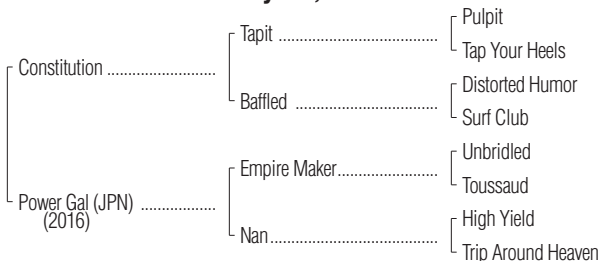 Pulpit
Tapit
Tap Your Heels
Constitution
Distorted Humor
Baffled
Surf Club
Unbridled
Empire Maker
Toussaud
Power Gal (JPN)
(2016)
High Yield
Nan
Trip Around Heaven